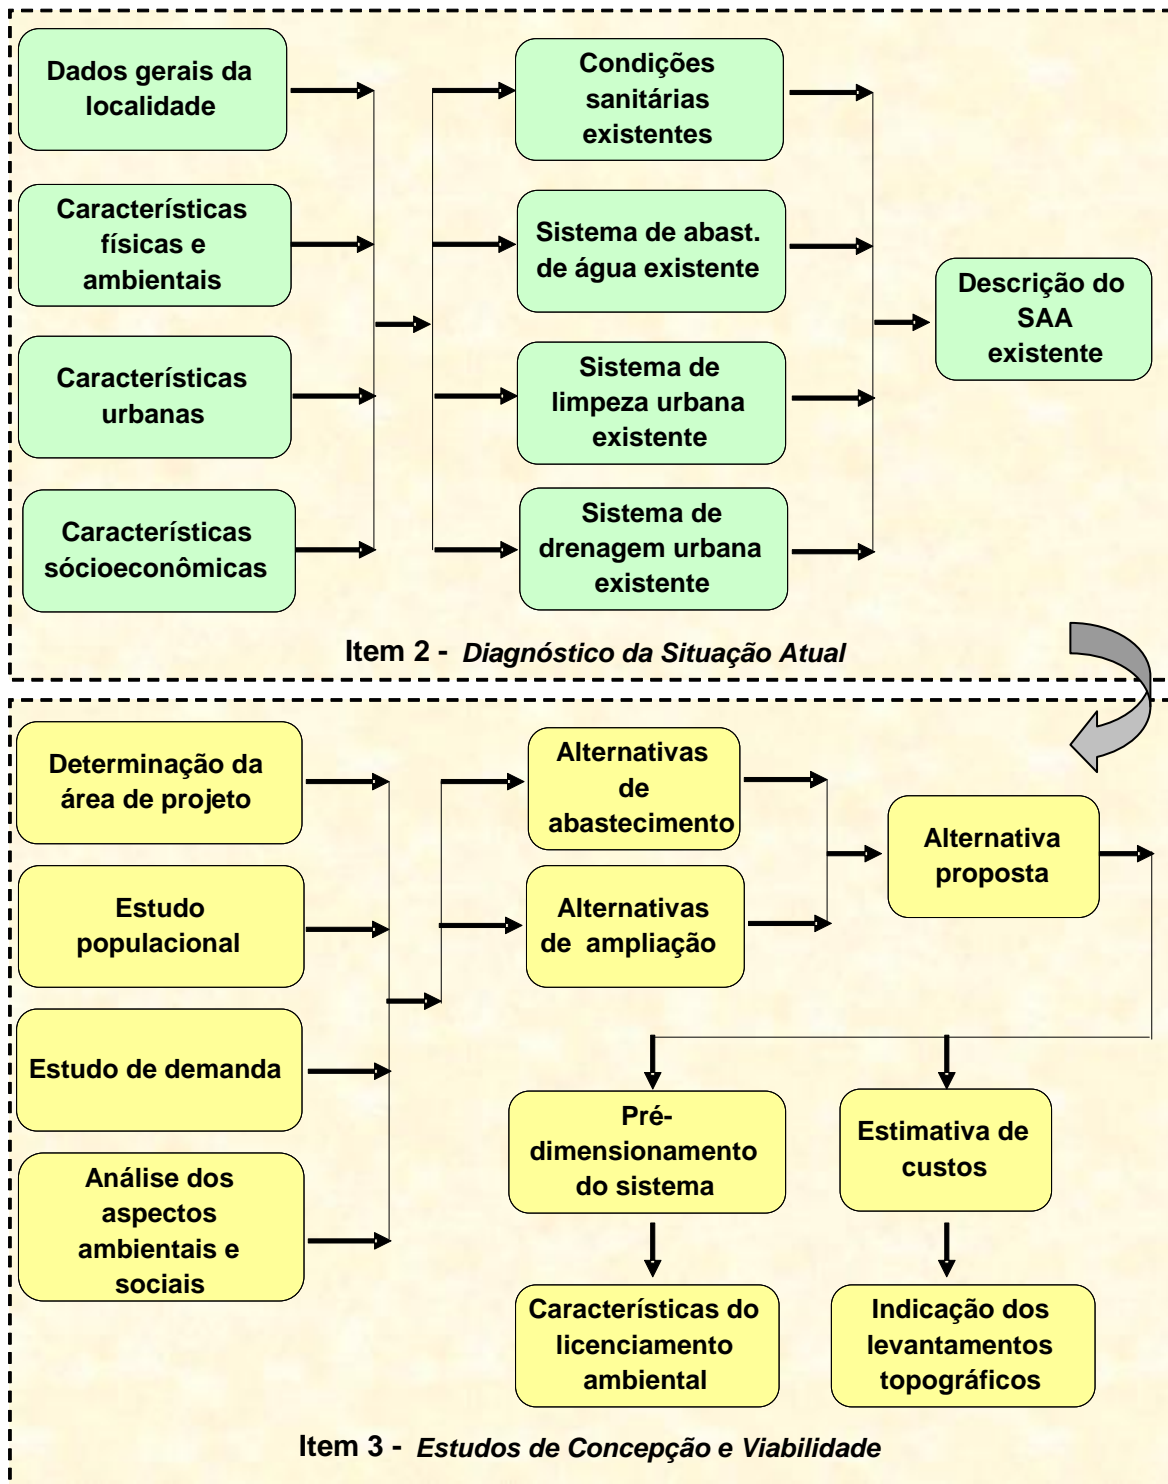 Dados gerais da
localidade
Características
físicas e
ambientais
Características
urbanas
Características
sócioeconômicas
Condições
sanitárias
existentes
Sistema de abast.
de água existente
Sistema de
limpeza urbana
existente
Sistema de
drenagem urbana
existente
Descrição do
SAA
existente
Item 2 - Diagnóstico da Situação Atual
Determinação da
área de projeto
Estudo
populacional
Estudo de demanda
Análise dos
aspectos
ambientais e
sociais
Alternativas
de
abastecimento
Alternativas
de ampliação
Alternativa
proposta
Pré-
dimensionamento
do sistema
Estimativa de
custos
Características do
licenciamento
ambiental
Indicação dos
levantamentos
topográficos
Item 3 - Estudos de Concepção e Viabilidade